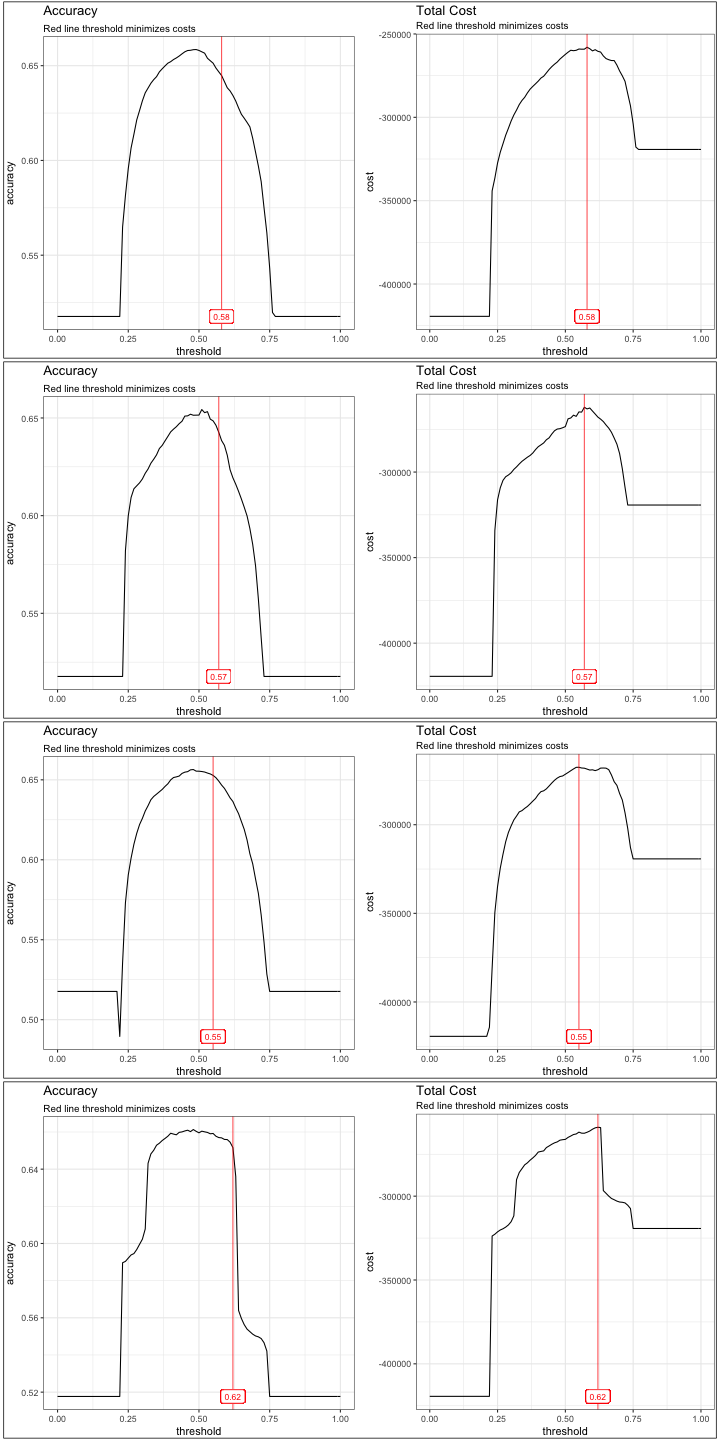 Accuracy
Red line threshold minimizes costs
accuracy
0.65
0.60
0.55
0.58
0.00 0.25 0.50 0.75 1.00
threshold
Total Cost
Red line threshold minimizes costs
cost
-250000
-300000
-350000
-400000
0.58
0.00 0.25 0.50 0.75 1.00
threshold
Accuracy
Red line threshold minimizes costs
accuracy
0.65
0.60
0.55
0.57
0.00 0.25 0.50 0.75 1.00
threshold
Total Cost
Red line threshold minimizes costs
cost
-300000
-350000
-400000
0.57
0.00 0.25 0.50 0.75 1.00
threshold
Accuracy
Red line threshold minimizes costs
accuracy
0.65
0.60
0.55
0.50
0.55
0.00 0.25 0.50 0.75 1.00
threshold
Total Cost
Red line threshold minimizes costs
cost
-300000
-350000
-400000
0.55
0.00 0.25 0.50 0.75 1.00
threshold
Accuracy
Red line threshold minimizes costs
accuracy
0.64
0.60
0.56
0.52
0.62
0.00 0.25 0.50 0.75 1.00
threshold
Total Cost
Red line threshold minimizes costs
cost
-300000
-350000
-400000
0.62
0.00 0.25 0.50 0.75 1.00
threshold